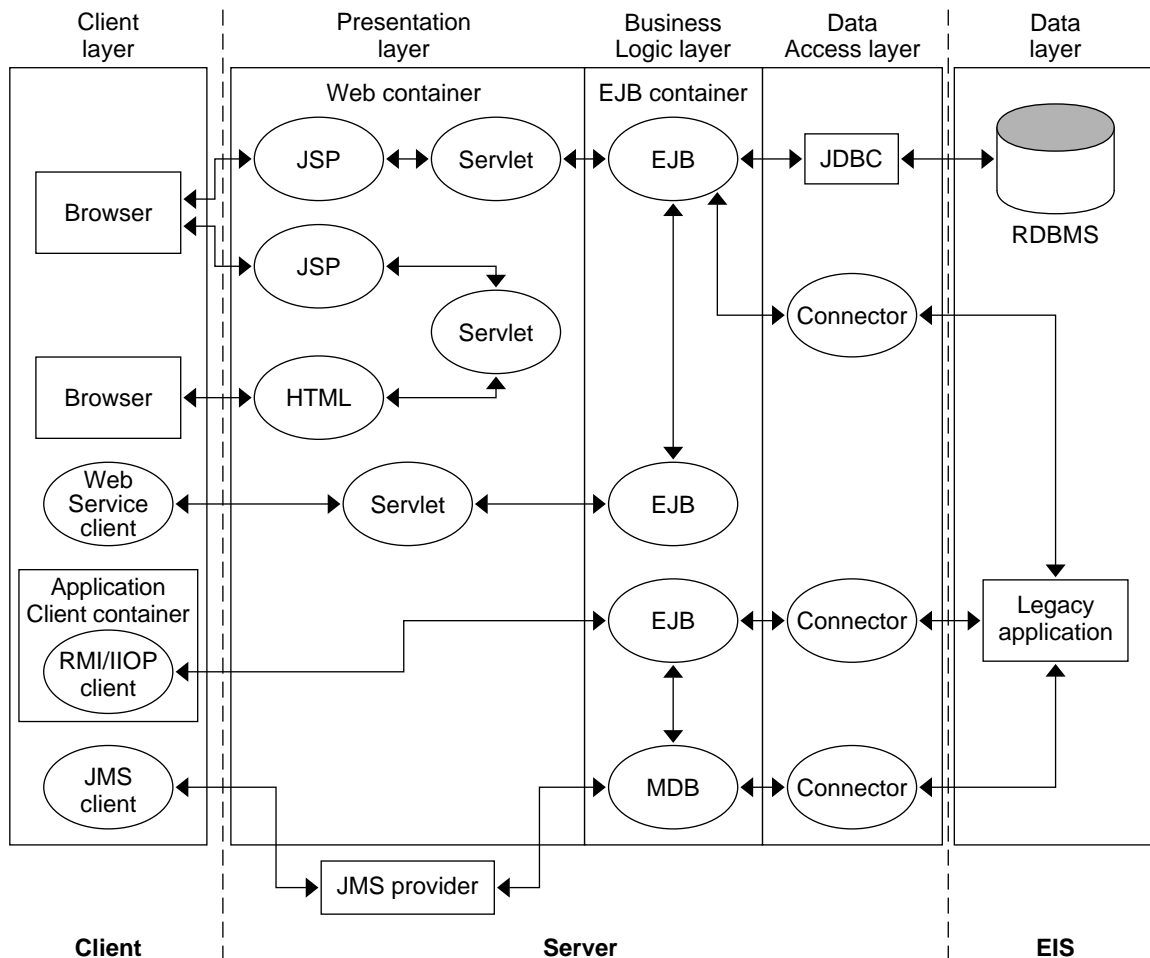 Client
layer
Presentation
layer
Business
Logic layer
Data
Access layer
Data
layer
Web container
EJB container
JSP
Servlet
EJB
JDBC
Browser
RDBMS
JSP
Servlet
Connector
Browser
HTML
Web
Service
client
Servlet
EJB
Application
Client container
RMI/IIOP
client
EJB
Connector
Legacy
application
JMS
client
MDB
Connector
JMS provider
Client
Server
EIS